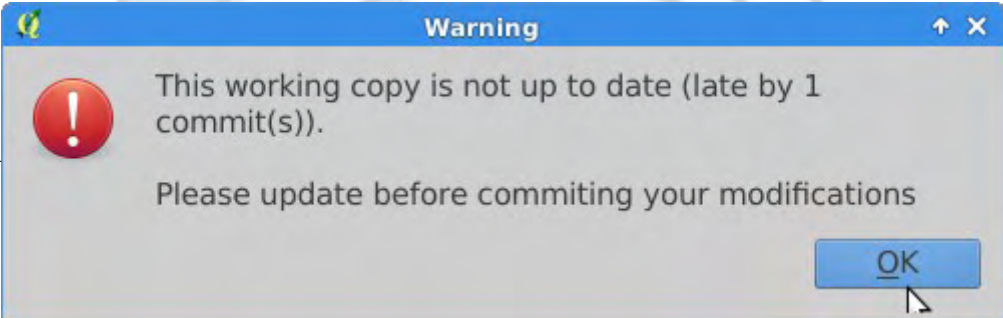 Warning
This working copy is not up to date (late by 1
commit(s)).
Please update before commiting your modifications
OK